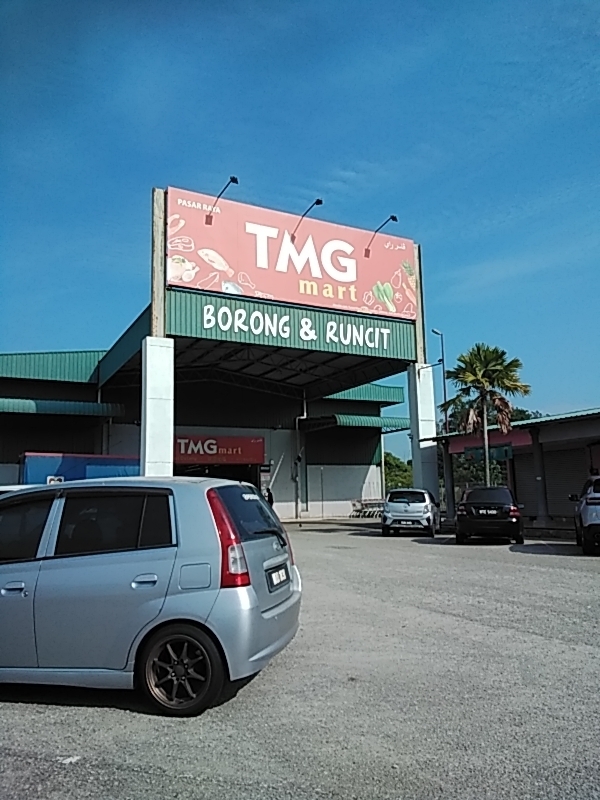 PASAR RAYA
TMG
mart
BORONG & RUNCIT
TMG mart